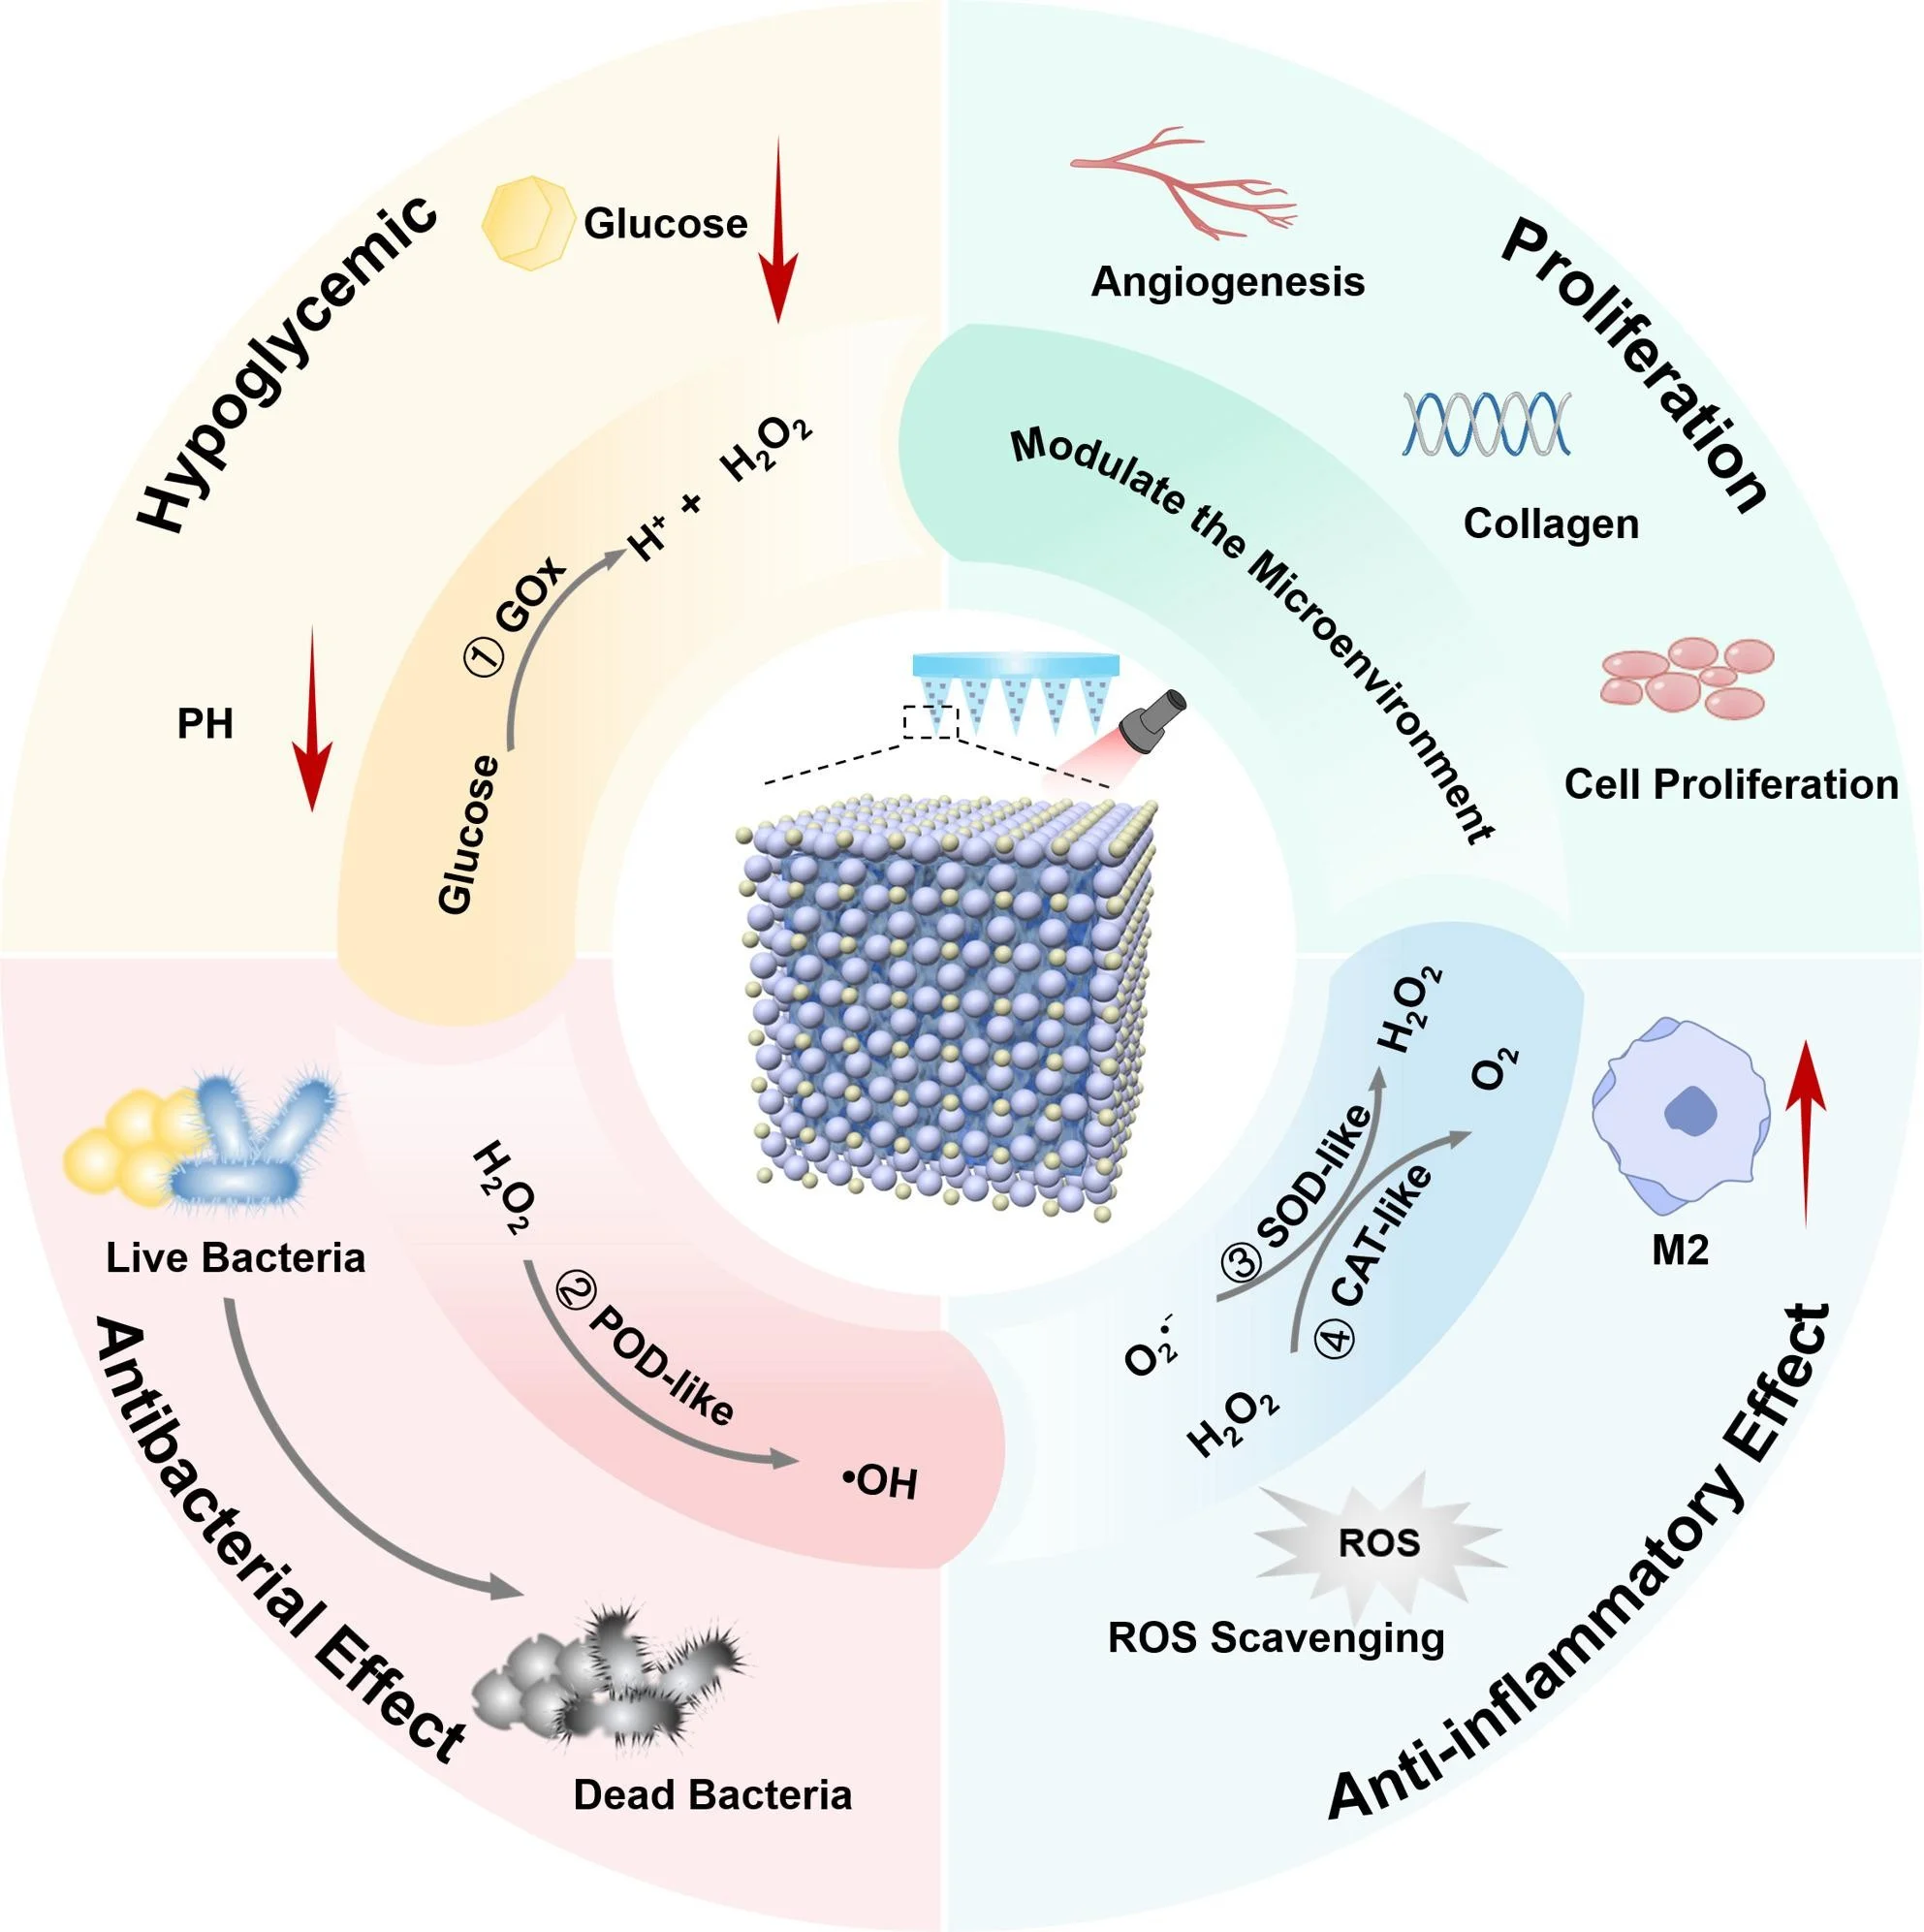 Hypoglycemic
Glucose
PH
Glucose
① GOx
H⁺ + H₂O₂
Proliferation
Angiogenesis
Collagen
Cell Proliferation
Modulate the Microenvironment
Antibacterial Effect
Live Bacteria
H₂O₂
② POD-like
•OH
Dead Bacteria
Anti-inflammatory Effect
O₂•⁻
③ SOD-like
H₂O₂
H₂O₂
④ CAT-like
O₂
M2
ROS
ROS Scavenging